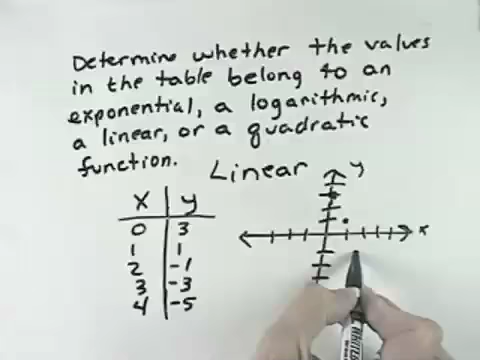 Determine whether the values
in the table belong to an
exponential, a logarithmic,
a linear, or a quadratic
function.
Linear
y
x
x y
0 3
1 1
2 -1
3 -3
4 -5